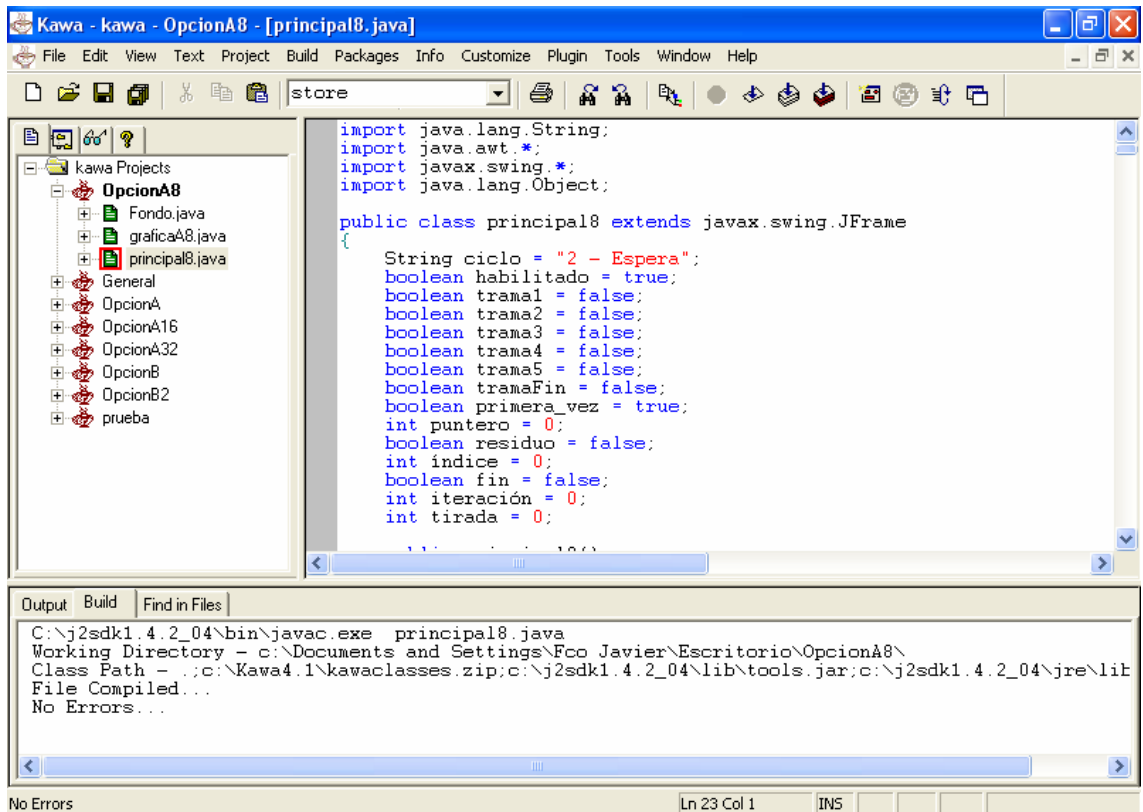 Kawa - kawa - OpcionA8 - [principal8.java]
File Edit View Text Project Build Packages Info Customize Plugin Tools Window Help
store
kawa Projects
OpcionA8
Fondo.java
graficaA8.java
principal8.java
General
OpcionA
OpcionA16
OpcionA32
OpcionB
OpcionB2
prueba
import java.lang.String;
import java.awt.*;
import javax.swing.*;
import java.lang.Object;
public class principal8 extends javax.swing.JFrame
{
String ciclo = "2 – Espera";
boolean habilitado = true;
boolean trama1 = false;
boolean trama2 = false;
boolean trama3 = false;
boolean trama4 = false;
boolean trama5 = false;
boolean tramaFin = false;
boolean primera_vez = true;
int puntero = 0;
boolean residuo = false;
int índice = 0;
boolean fin = false;
int iteración = 0;
int tirada = 0;
Output Build Find in Files
C:\j2sdk1.4.2_04\bin\javac.exe principal8.java
Working Directory – c:\Documents and Settings\Fco Javier\Escritorio\OpcionA8\
Class Path – .;c:\Kawa4.1\kawaclasses.zip;c:\j2sdk1.4.2_04\lib\tools.jar;c:\j2sdk1.4.2_04\jre\lib
File Compiled...
No Errors...
No Errors
Ln 23 Col 1
INS